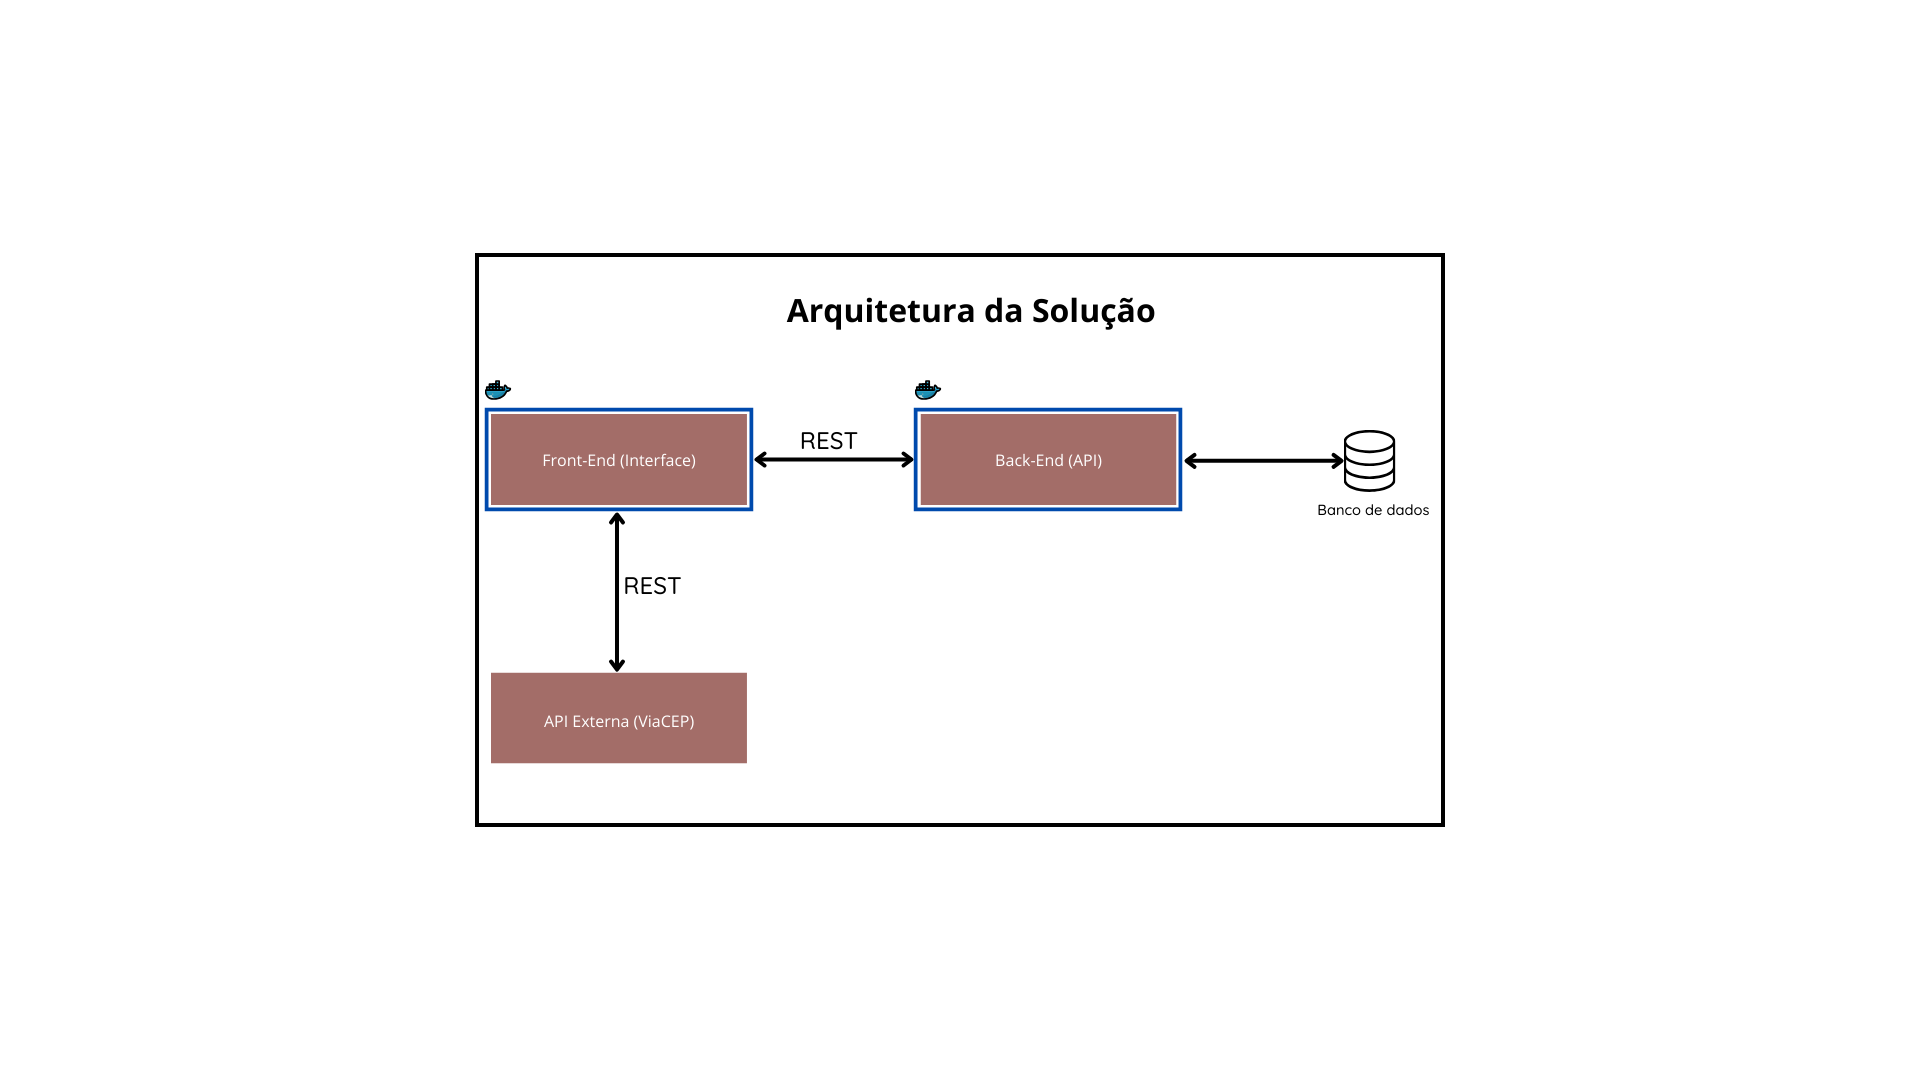 Arquitetura da Solução
Front-End (Interface)
REST
Back-End (API)
Banco de dados
REST
API Externa (ViaCEP)